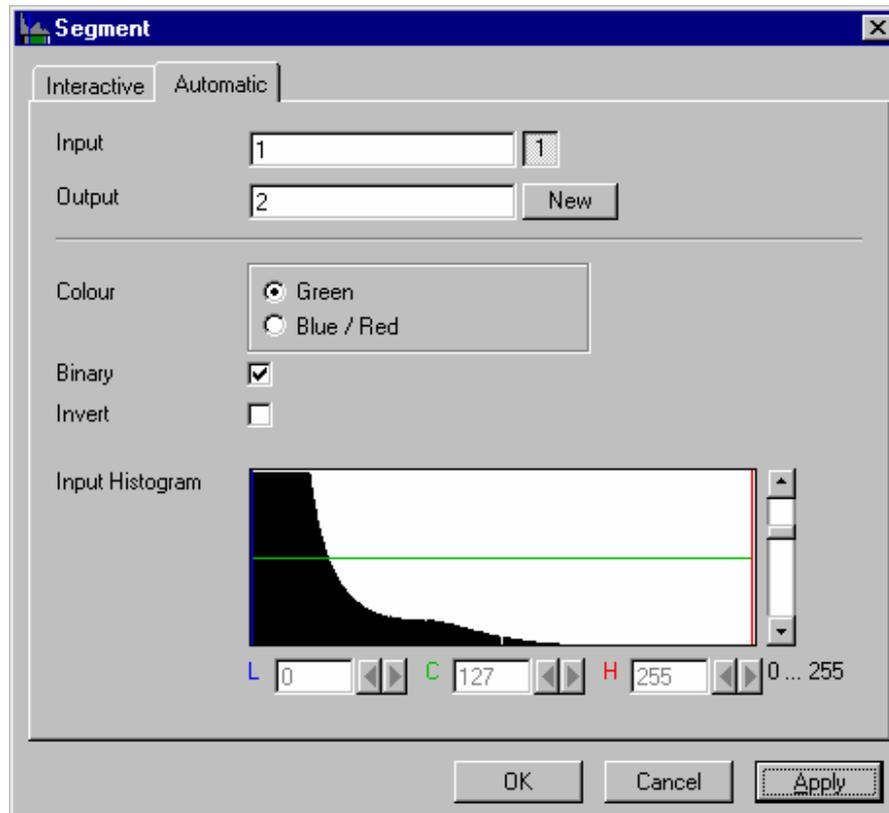 Segment
Interactive Automatic
Input 1 1
Output 2 New
Colour Green
Blue / Red
Binary
Invert
Input Histogram
L 0 C 127 H 255 0 ... 255
OK Cancel Apply